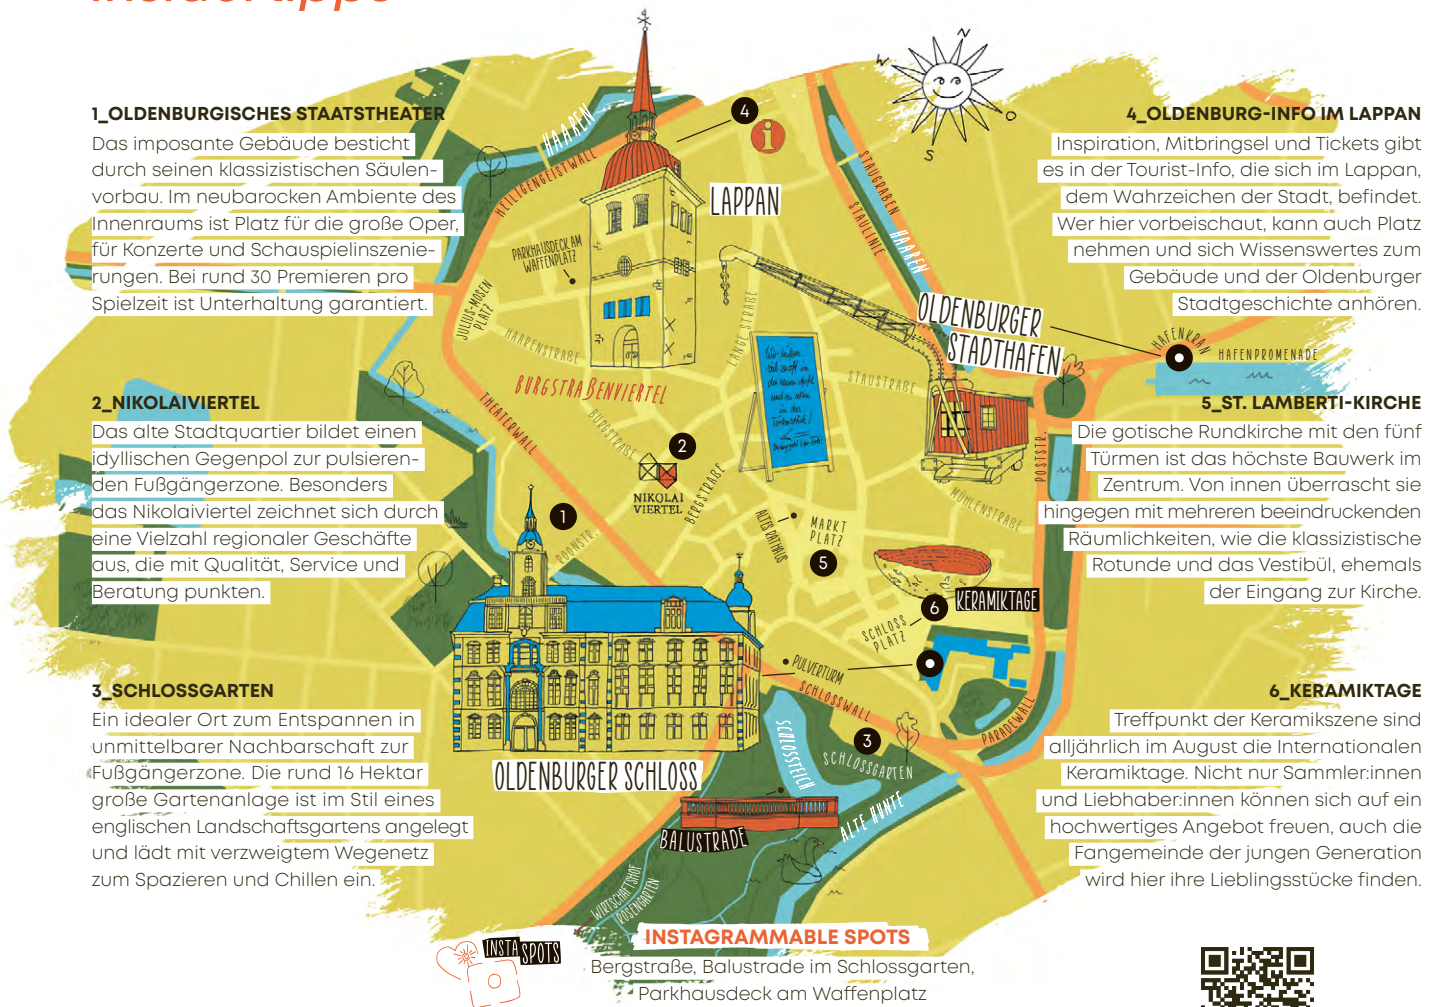 Insidertipps
1_OLDENBURGISCHES STAATSTHEATER
Das imposante Gebäude besticht
durch seinen klassizistischen Säulen-
vorbau. Im neubarocken Ambiente des
Innenraums ist Platz für die große Oper,
für Konzerte und Schauspielinszenie-
rungen. Bei rund 30 Premieren pro
Spielzeit ist Unterhaltung garantiert.
2_NIKOLAIVIERTEL
Das alte Stadtquartier bildet einen
idyllischen Gegenpol zur pulsieren-
den Fußgängerzone. Besonders
das Nikolaiviertel zeichnet sich durch
eine Vielzahl regionaler Geschäfte
aus, die mit Qualität, Service und
Beratung punkten.
3_SCHLOSSGARTEN
Ein idealer Ort zum Entspannen in
unmittelbarer Nachbarschaft zur
Fußgängerzone. Die rund 16 Hektar
große Gartenanlage ist im Stil eines
englischen Landschaftsgartens angelegt
und lädt mit verzweigtem Wegenetz
zum Spazieren und Chillen ein.
4_OLDENBURG-INFO IM LAPPAN
Inspiration, Mitbringsel und Tickets gibt
es in der Tourist-Info, die sich im Lappan,
dem Wahrzeichen der Stadt, befindet.
Wer hier vorbeischaut, kann auch Platz
nehmen und sich Wissenswertes zum
Gebäude und der Oldenburger
Stadtgeschichte anhören.
5_ST. LAMBERTI-KIRCHE
Die gotische Rundkirche mit den fünf
Türmen ist das höchste Bauwerk im
Zentrum. Von innen überrascht sie
hingegen mit mehreren beeindruckenden
Räumlichkeiten, wie die klassizistische
Rotunde und das Vestibül, ehemals
der Eingang zur Kirche.
6_KERAMIKTAGE
Treffpunkt der Keramikszene sind
alljährlich im August die Internationalen
Keramiktage. Nicht nur Sammler:innen
und Liebhaber:innen können sich auf ein
hochwertiges Angebot freuen, auch die
Fangemeinde der jungen Generation
wird hier ihre Lieblingsstücke finden.
N
W
O
S
HAAREN
HEILIGENGEISTWALL
4
i
LAPPAN
PARKHAUSDECK AM
WAFFENPLATZ
STAUGRABEN
STAULINIE
HAAREN
JULIUS-MOSEN
PLATZ
HAARENSTRAßE
LANGE STRAßE
OLDENBURGER
STADTHAFEN
HAFENKRAN
HAFENPROMENADE
STAUSTRAßE
BURGSTRAßENVIERTEL
THEATERWALL
BURGSTRAßE
2
NIKOLAI
VIERTEL
BERGSTRAßE
POSTSTR.
MÜHLENSTRAßE
1
ROONSTR.
ALTES RATHAUS
MARKT
PLATZ
5
KERAMIKTAGE
6
SCHLOSS
PLATZ
PULVERTURM
SCHLOSSWALL
PARADEWALL
3
SCHLOSSGARTEN
SCHLOSSTEICH
OLDENBURGER SCHLOSS
BALUSTRADE
ALTE HUNTE
WIRTSCHAFTSHOF
ROSENGARTEN
INSTA SPOTS
INSTAGRAMMABLE SPOTS
Bergstraße, Balustrade im Schlossgarten,
Parkhausdeck am Waffenplatz